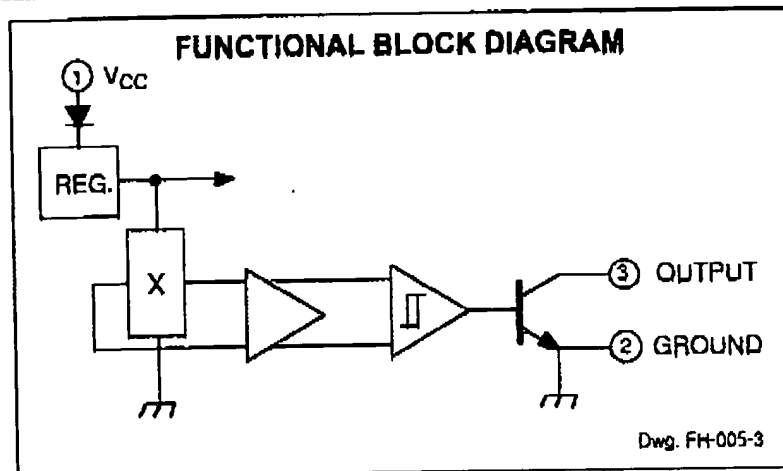 FUNCTIONAL BLOCK DIAGRAM
1 VCC
REG.
X
3 OUTPUT
2 GROUND
Dwg. FH-005-3